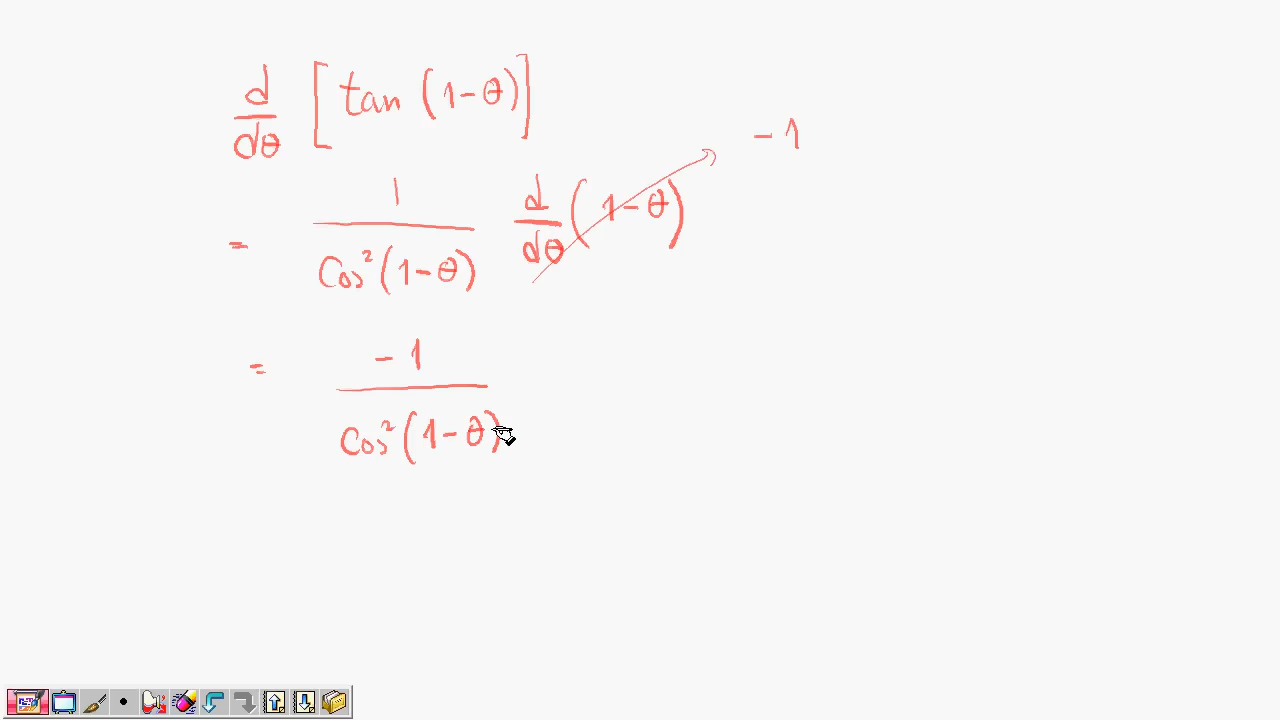 d/dθ [tan (1-θ)]
= 1/Cos²(1-θ) d/dθ (1-θ) → -1
= -1/Cos²(1-θ)